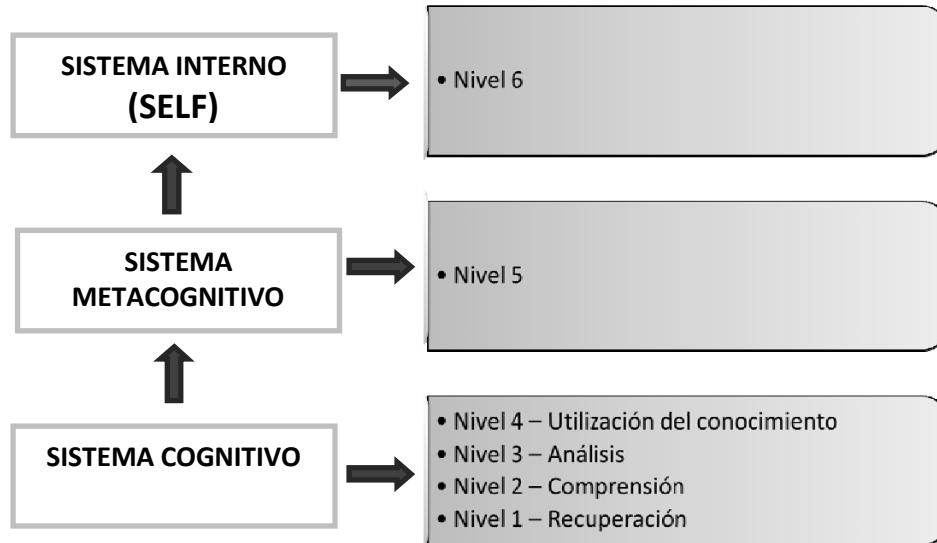 SISTEMA INTERNO
(SELF)
• Nivel 6
SISTEMA
METACOGNITIVO
• Nivel 5
SISTEMA COGNITIVO
• Nivel 4 – Utilización del conocimiento
• Nivel 3 – Análisis
• Nivel 2 – Comprensión
• Nivel 1 – Recuperación